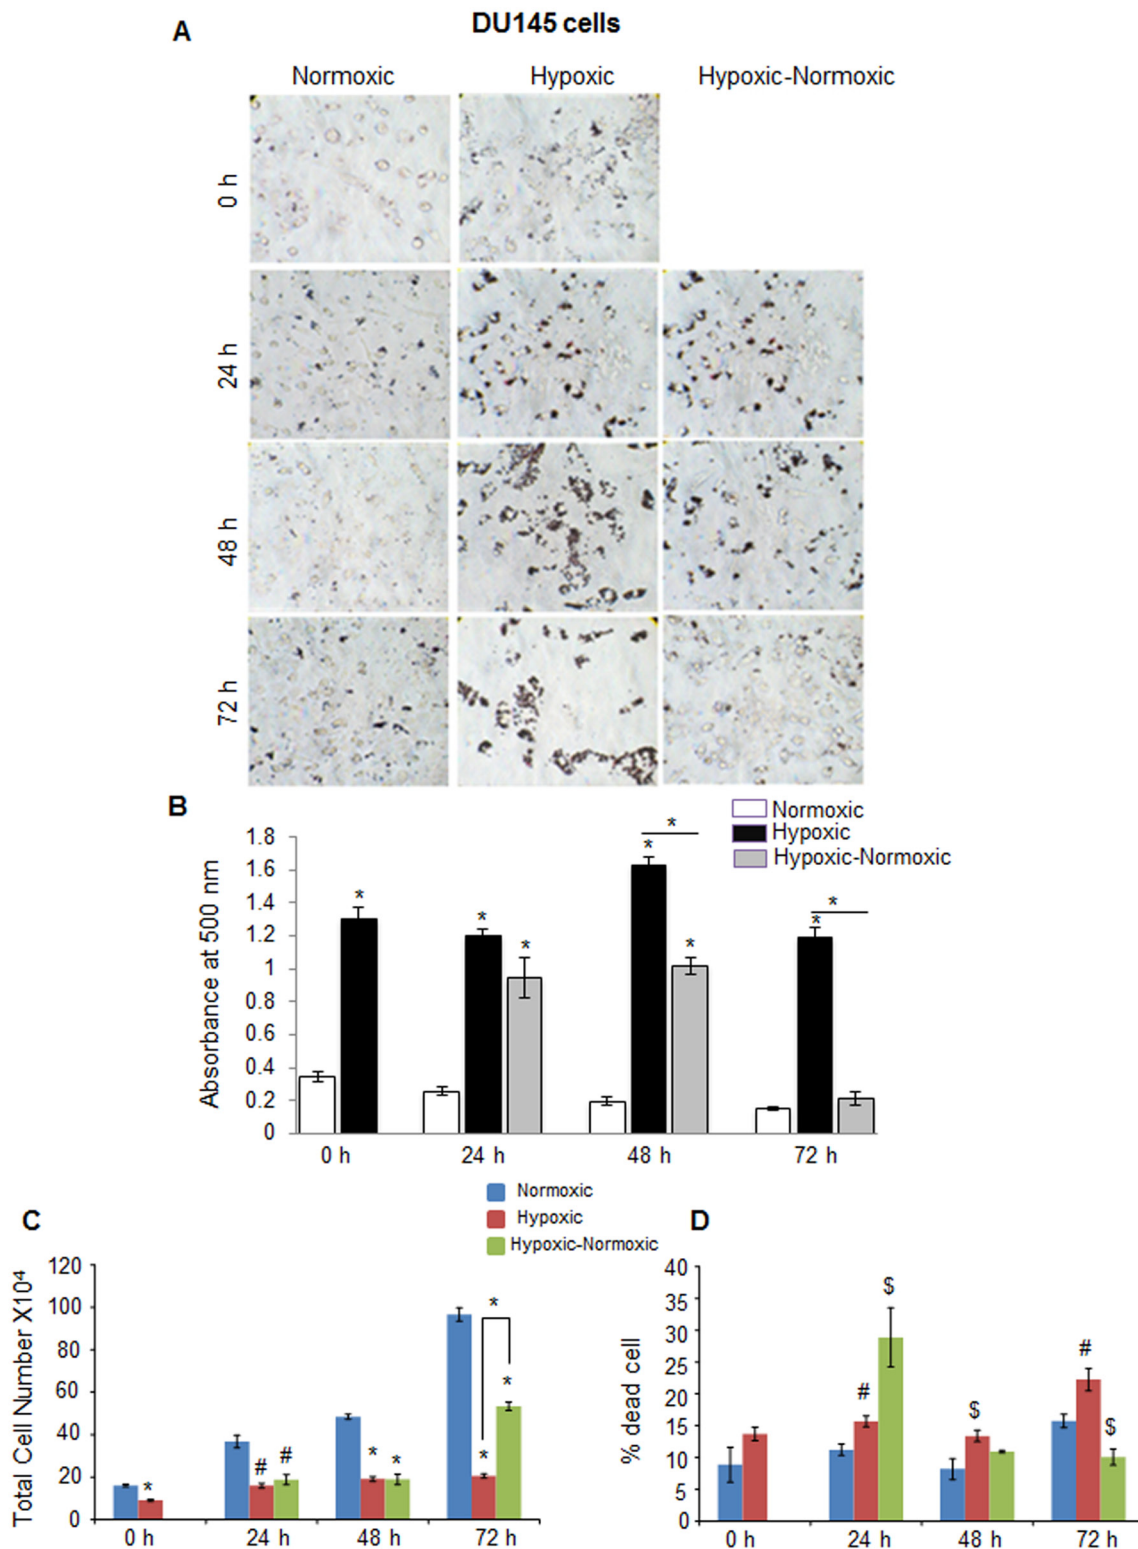 A
DU145 cells
Normoxic Hypoxic Hypoxic-Normoxic
0 h
24 h
48 h
72 h
B
Normoxic
Hypoxic
Hypoxic-Normoxic
Absorbance at 500 nm
1.8
1.6
1.4
1.2
1
0.8
0.6
0.4
0.2
0
* * * * * * * * *
0 h 24 h 48 h 72 h
Normoxic
Hypoxic
Hypoxic-Normoxic
C
Total Cell Number X10⁴
120
100
80
60
40
20
0
* # # * * * * *
0 h 24 h 48 h 72 h
D
% dead cell
40
35
30
25
20
15
10
5
0
# $ $ # $
0 h 24 h 48 h 72 h